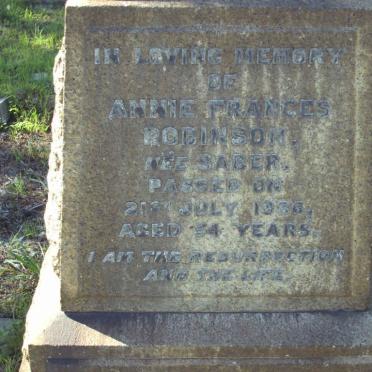 IN LOVING MEMORY
OF
ANNIE FRANCES
ROBINSON,
NÉE SABER.
PASSED ON
21ST JULY 1936,
AGED 54 YEARS.
I AM THE RESURRECTION
AND THE LIFE